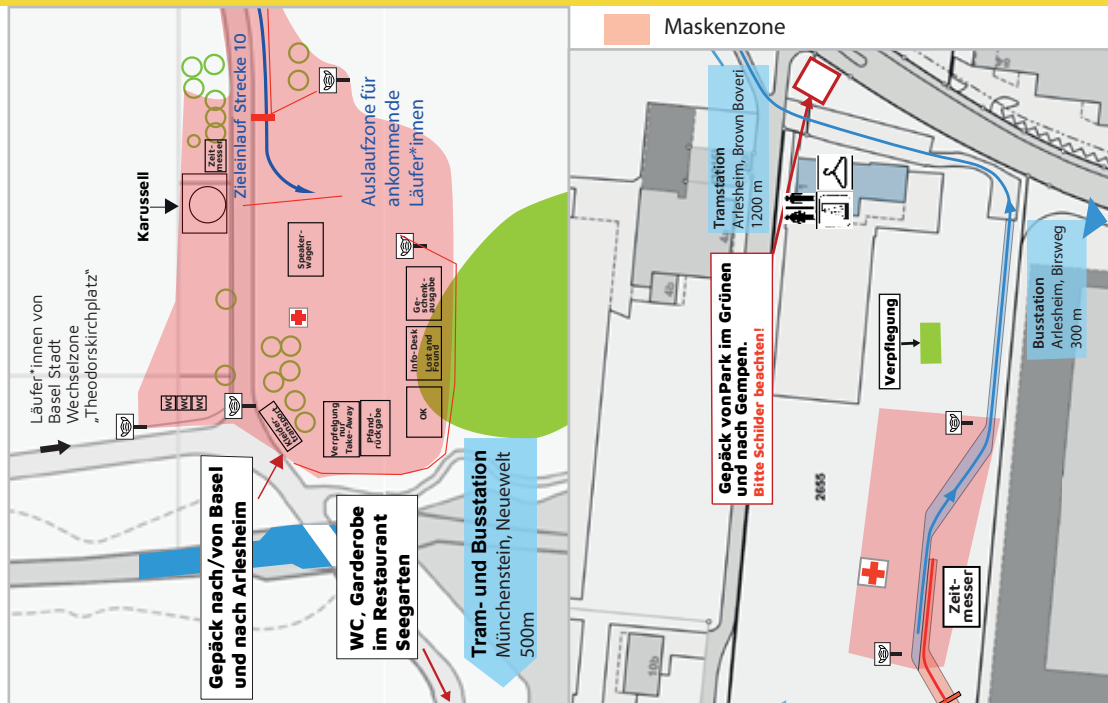 Maskenzone
Läufer*innen von
Basel Stadt
Wechselzone
„Theodorskirchplatz"
Karussell
Zeit-
messer
Zieleinlauf Strecke 10
Auslaufzone für
ankommende
Läufer*innen
Speaker-
wagen
WC
WC
WC
Kleider-
transport
Verpfelgung
nur
Take-Away
Pfand-
rückgabe
OK
Info-Desk
Lost and
Found
Ge-
schenk-
ausgabe
Gepäck nach/von Basel
und nach Arlesheim
WC, Garderobe
im Restaurant
Seegarten
Tram- und Busstation
Münchenstein, Neuewelt
500m
Tramstation
Arlesheim, Brown Boveri
1200 m
Gepäck vonPark im Grünen
und nach Gempen.
Bitte Schilder beachten!
Busstation
Arlesheim, Birsweg
300 m
Verpflegung
Zeit-
messer
2655
4b
10b